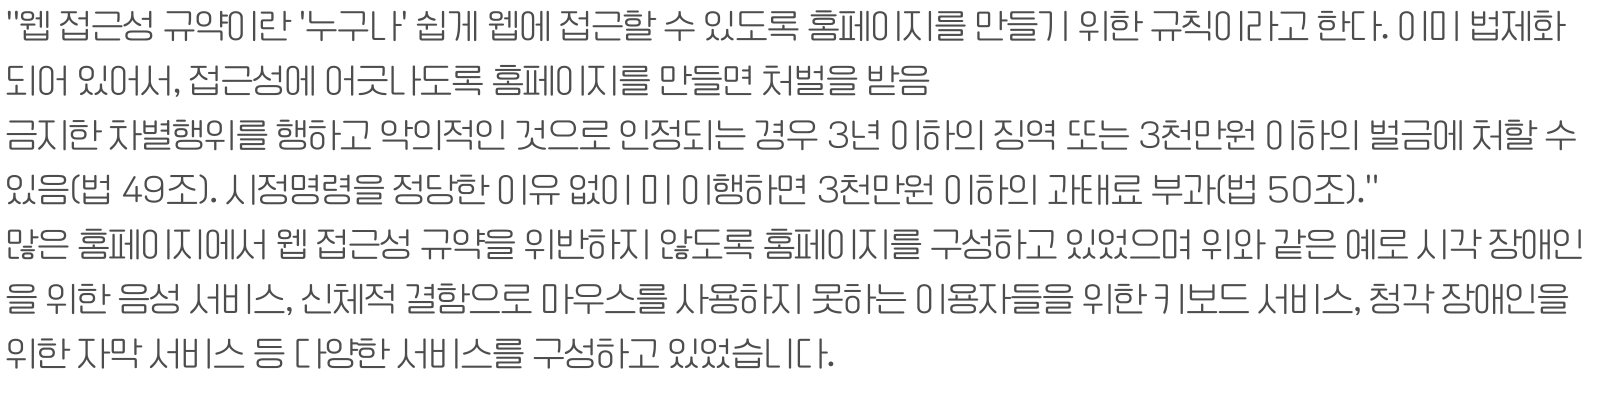 "웹 접근성 규약이란 '누구나' 쉽게 웹에 접근할 수 있도록 홈페이지를 만들기 위한 규칙이라고 한다. 이미 법제화
되어 있어서, 접근성에 어긋나도록 홈페이지를 만들면 처벌을 받음
금지한 차별행위를 행하고 악의적인 것으로 인정되는 경우 3년 이하의 징역 또는 3천만원 이하의 벌금에 처할 수
있음(법 49조). 시정명령을 정당한 이유 없이 미 이행하면 3천만원 이하의 과태료 부과(법 50조)."
많은 홈페이지에서 웹 접근성 규약을 위반하지 않도록 홈페이지를 구성하고 있었으며 위와 같은 예로 시각 장애인
을 위한 음성 서비스, 신체적 결함으로 마우스를 사용하지 못하는 이용자들을 위한 키보드 서비스, 청각 장애인을
위한 자막 서비스 등 다양한 서비스를 구성하고 있었습니다.